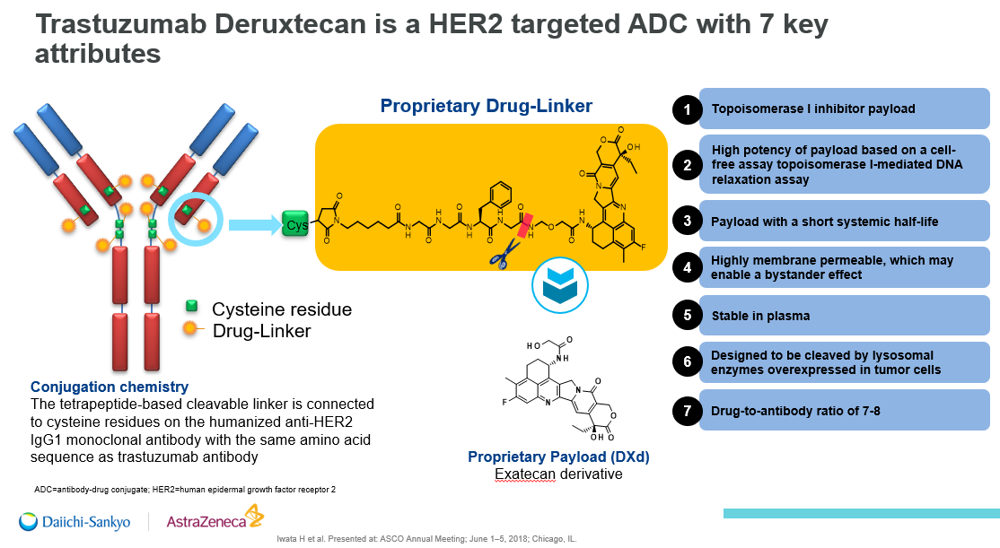 Trastuzumab Deruxtecan is a HER2 targeted ADC with 7 key
attributes
Proprietary Drug-Linker
Cys
N
O
O
O
N
H
H
N
O
O
N
H
O
H
N
O
N
H
O
O
H
N
O
O
O
OH
N
O
N
F
Cysteine residue
Drug-Linker
Conjugation chemistry
The tetrapeptide-based cleavable linker is connected
to cysteine residues on the humanized anti-HER2
IgG1 monoclonal antibody with the same amino acid
sequence as trastuzumab antibody
HO
O
NH
F
N
N
O
O
O
OH
Proprietary Payload (DXd)
Exatecan derivative
1
Topoisomerase I inhibitor payload
2
High potency of payload based on a cell-
free assay topoisomerase I-mediated DNA
relaxation assay
3
Payload with a short systemic half-life
4
Highly membrane permeable, which may
enable a bystander effect
5
Stable in plasma
6
Designed to be cleaved by lysosomal
enzymes overexpressed in tumor cells
7
Drug-to-antibody ratio of 7-8
ADC=antibody-drug conjugate; HER2=human epidermal growth factor receptor 2
Daiichi-Sankyo
AstraZeneca
Iwata H et al. Presented at: ASCO Annual Meeting; June 1–5, 2018; Chicago, IL.